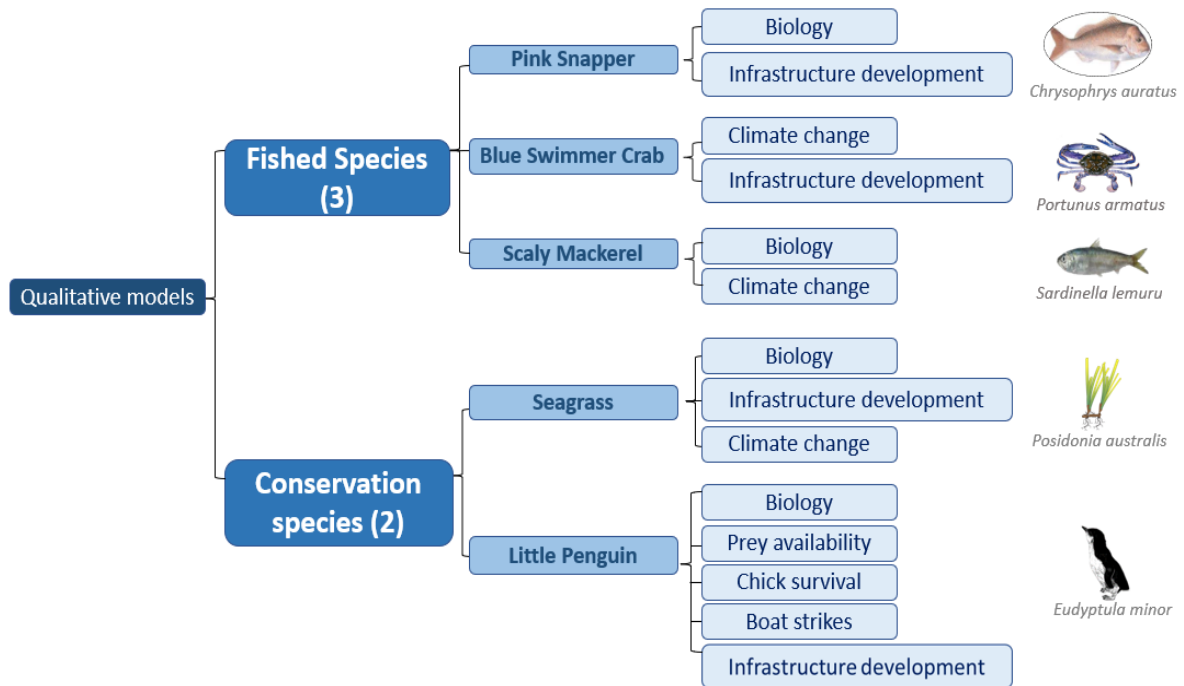 Qualitative models
Fished Species
(3)
Pink Snapper
Biology
Infrastructure development
Chrysophrys auratus
Blue Swimmer Crab
Climate change
Infrastructure development
Portunus armatus
Scaly Mackerel
Biology
Climate change
Sardinella lemuru
Conservation
species (2)
Seagrass
Biology
Infrastructure development
Climate change
Posidonia australis
Little Penguin
Biology
Prey availability
Chick survival
Boat strikes
Infrastructure development
Eudyptula minor